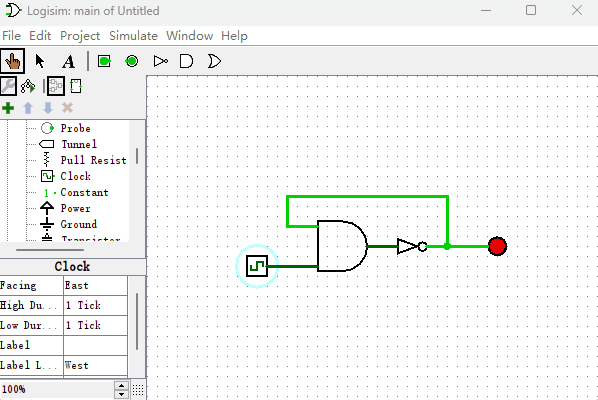 Logisim: main of Untitled
File Edit Project Simulate Window Help
A
Probe
Tunnel
Pull Resist
Clock
1 Constant
Power
Ground
Transistor
Clock
Facing East
High Du... 1 Tick
Low Dur... 1 Tick
Label
Label L... West
100%